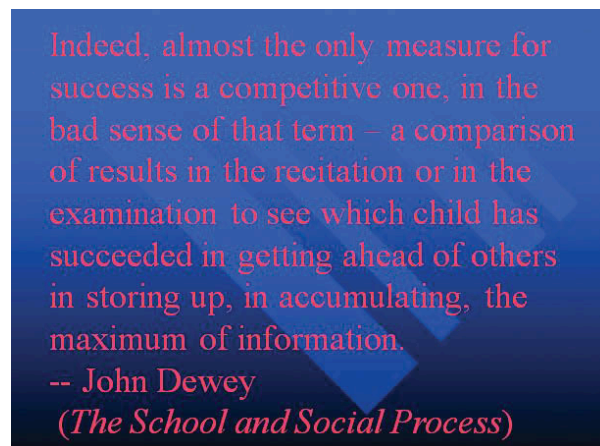 Indeed, almost the only measure for
success is a competitive one, in the
bad sense of that term – a comparison
of results in the recitation or in the
examination to see which child has
succeeded in getting ahead of others
in storing up, in accumulating, the
maximum of information.
-- John Dewey
(The School and Social Process)